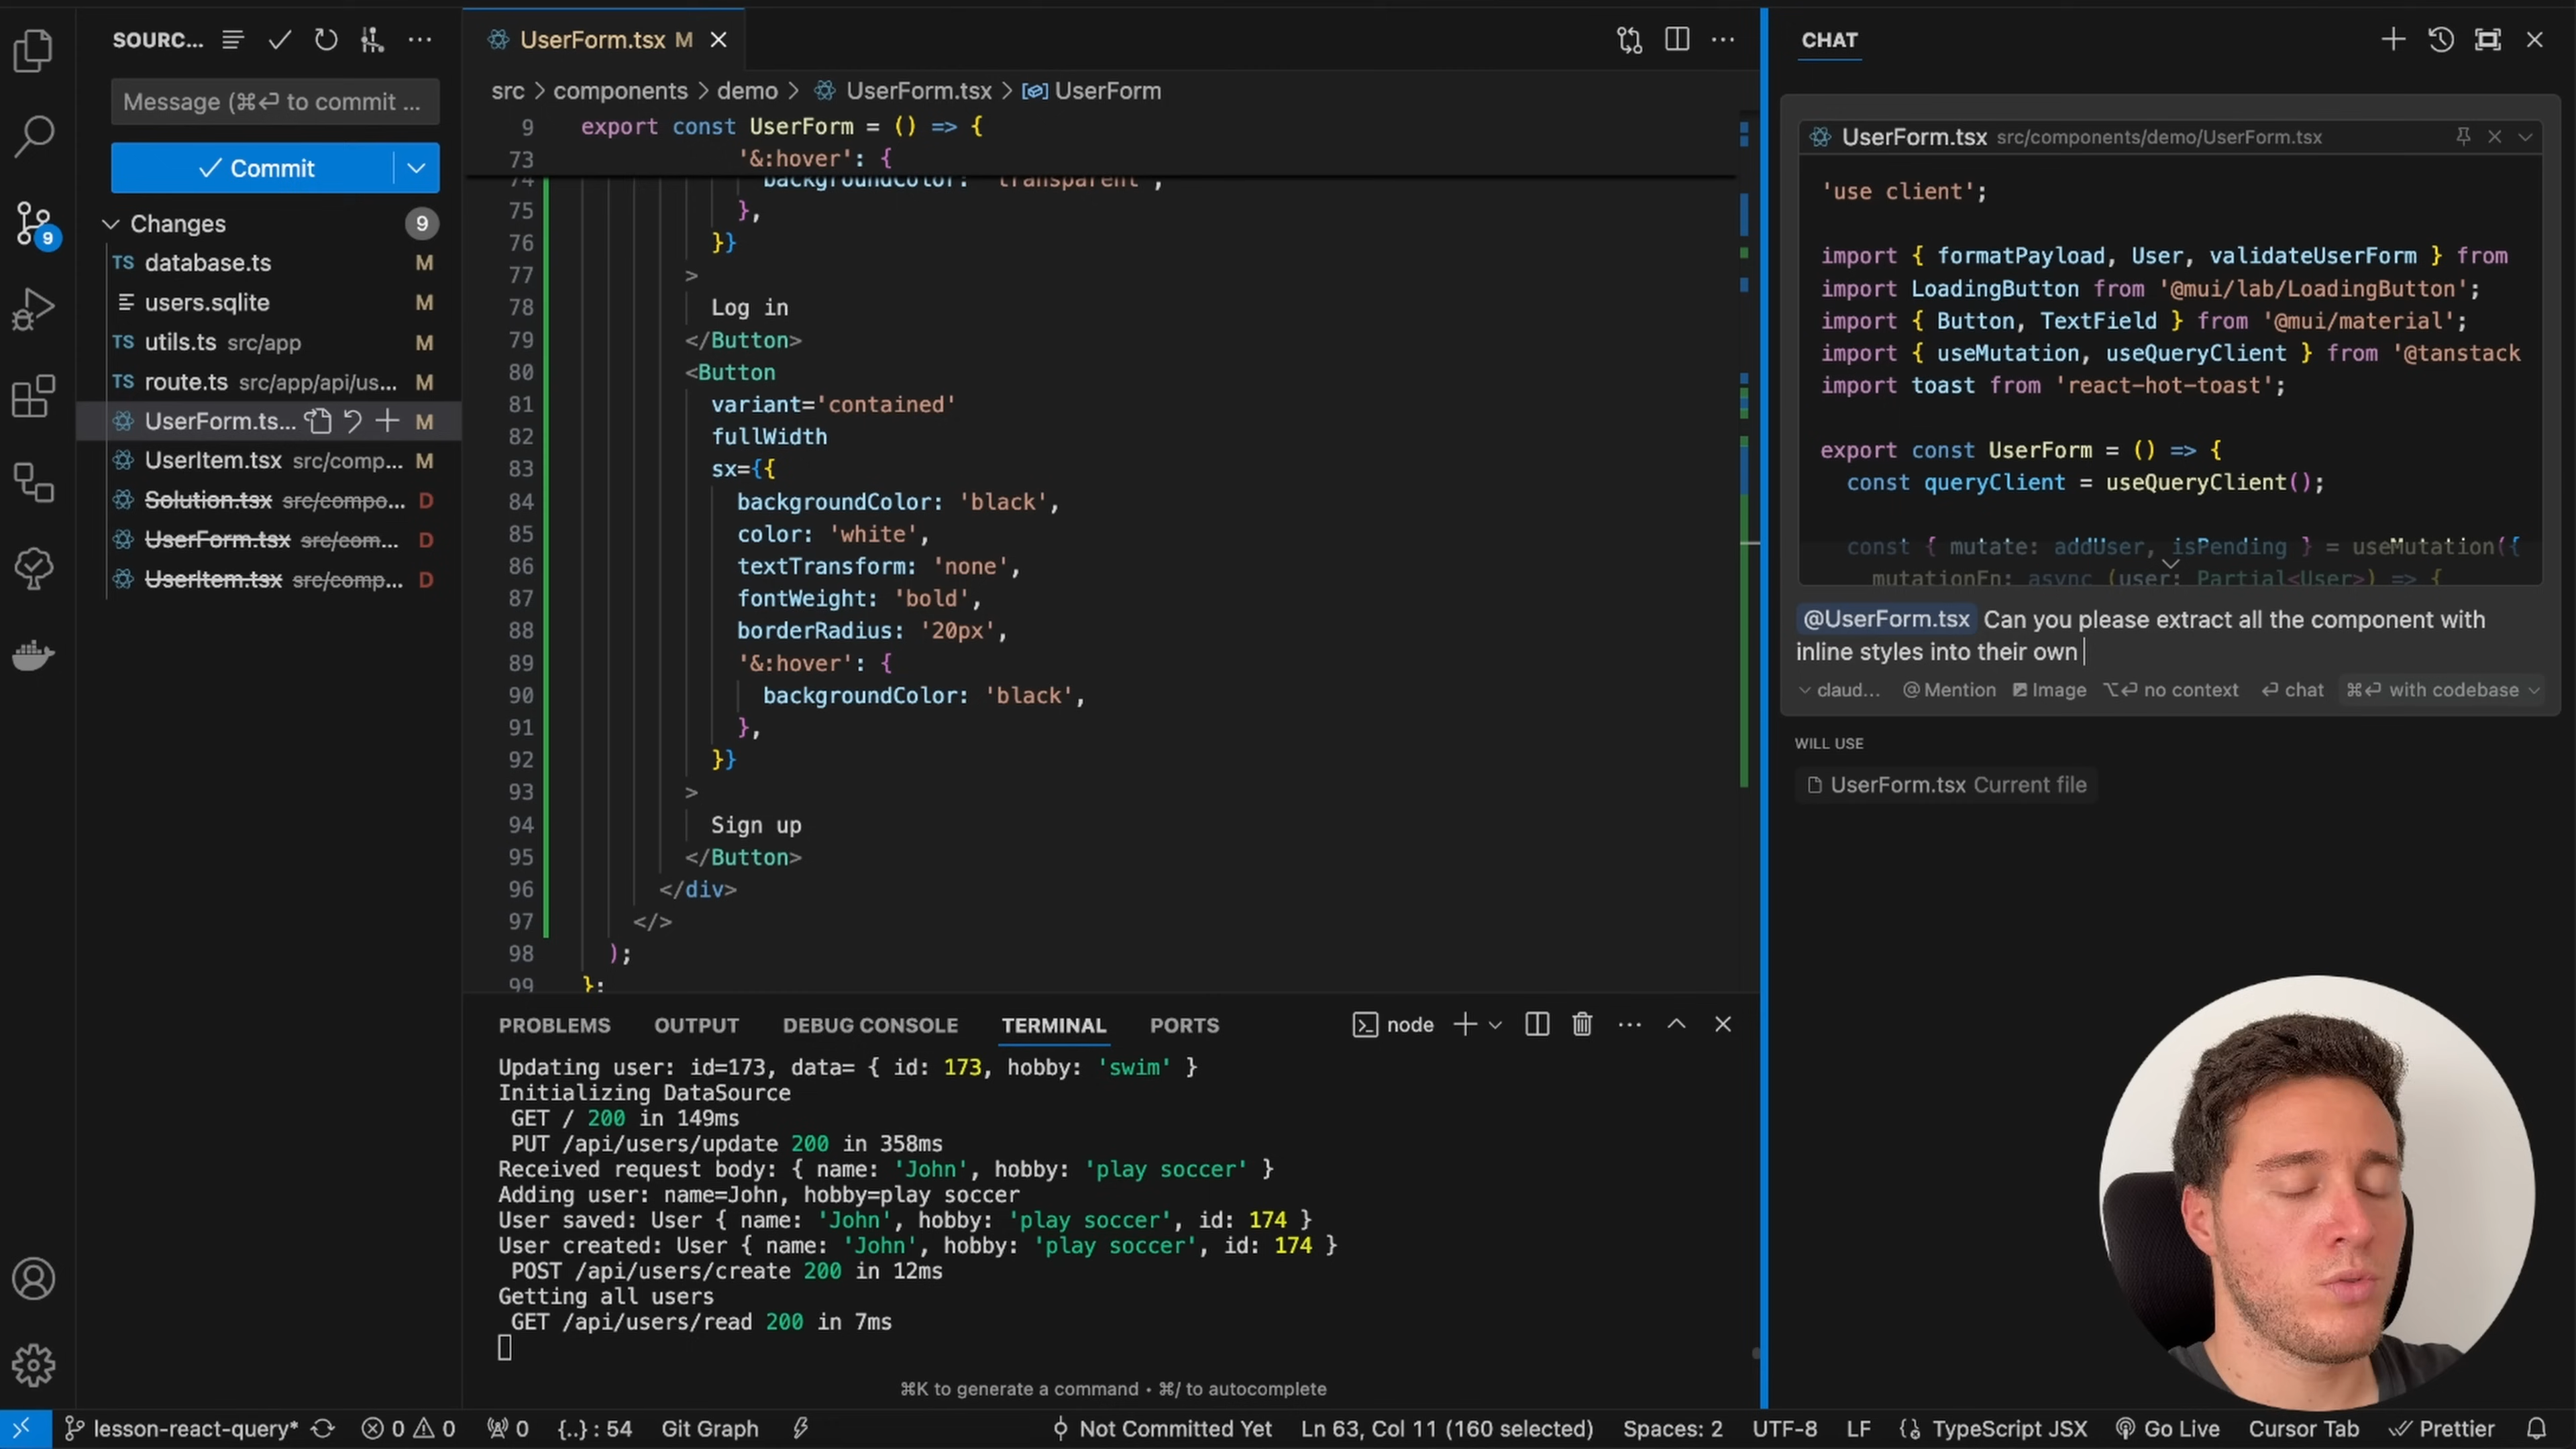 SOURC...
Message (⌘⏎ to commit ...
Commit
Changes
9
9
TS database.ts M
users.sqlite M
TS utils.ts src/app M
TS route.ts src/app/api/us... M
UserForm.ts... M
UserItem.tsx src/comp... M
Solution.tsx src/compo... D
UserForm.tsx src/com... D
UserItem.tsx src/comp... D
UserForm.tsx M
src > components > demo > UserForm.tsx > UserForm
9 export const UserForm = () => {
73 '&:hover': {
74 backgroundColor: 'transparent',
75 },
76 }}
77 >
78 Log in
79 </Button>
80 <Button
81 variant='contained'
82 fullWidth
83 sx={{
84 backgroundColor: 'black',
85 color: 'white',
86 textTransform: 'none',
87 fontWeight: 'bold',
88 borderRadius: '20px',
89 '&:hover': {
90 backgroundColor: 'black',
91 },
92 }}
93 >
94 Sign up
95 </Button>
96 </div>
97 </>
98 );
99 };
PROBLEMS OUTPUT DEBUG CONSOLE TERMINAL PORTS
node
Updating user: id=173, data= { id: 173, hobby: 'swim' }
Initializing DataSource
GET / 200 in 149ms
PUT /api/users/update 200 in 358ms
Received request body: { name: 'John', hobby: 'play soccer' }
Adding user: name=John, hobby=play soccer
User saved: User { name: 'John', hobby: 'play soccer', id: 174 }
User created: User { name: 'John', hobby: 'play soccer', id: 174 }
POST /api/users/create 200 in 12ms
Getting all users
GET /api/users/read 200 in 7ms
⌘K to generate a command • ⌘/ to autocomplete
CHAT
UserForm.tsx src/components/demo/UserForm.tsx
'use client';
import { formatPayload, User, validateUserForm } from
import LoadingButton from '@mui/lab/LoadingButton';
import { Button, TextField } from '@mui/material';
import { useMutation, useQueryClient } from '@tanstack
import toast from 'react-hot-toast';
export const UserForm = () => {
const queryClient = useQueryClient();
const { mutate: addUser, isPending } = useMutation({
mutationFn: async (user: Partial<User>) => {
@UserForm.tsx Can you please extract all the component with
inline styles into their own
claud... @ Mention Image ⌥⏎ no context ⏎ chat ⌘⏎ with codebase
WILL USE
UserForm.tsx Current file
lesson-react-query* 0 0 0 {..} : 54 Git Graph Not Committed Yet Ln 63, Col 11 (160 selected) Spaces: 2 UTF-8 LF TypeScript JSX Go Live Cursor Tab Prettier